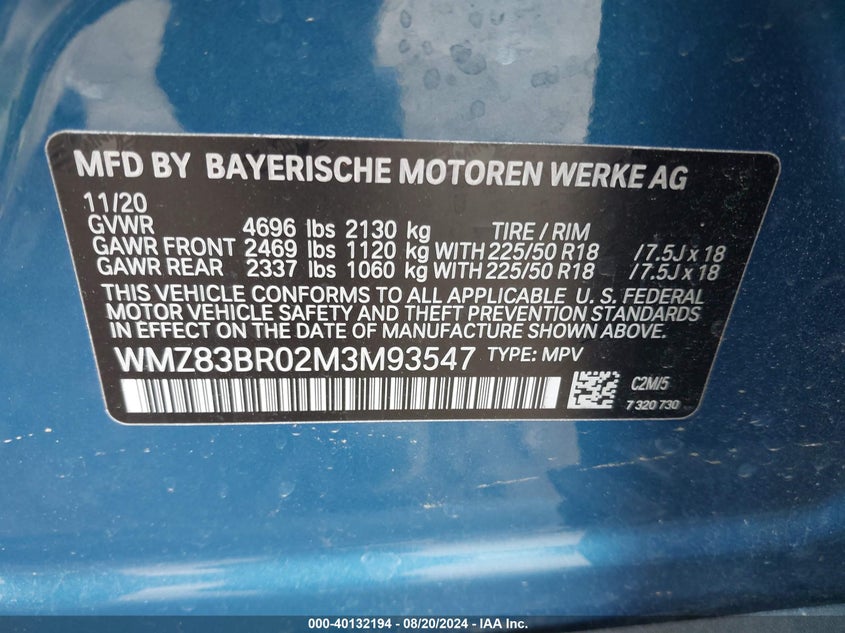 MFD BY BAYERISCHE MOTOREN WERKE AG
11/20
GVWR 4696 lbs 2130 kg TIRE / RIM
GAWR FRONT 2469 lbs 1120 kg WITH 225/50 R18 / 7.5J x 18
GAWR REAR 2337 lbs 1060 kg WITH 225/50 R18 / 7.5J x 18
THIS VEHICLE CONFORMS TO ALL APPLICABLE U. S. FEDERAL
MOTOR VEHICLE SAFETY AND THEFT PREVENTION STANDARDS
IN EFFECT ON THE DATE OF MANUFACTURE SHOWN ABOVE.
WMZ83BR02M3M93547 TYPE: MPV
C2MI/5
7 320 730
000-40132194 - 08/20/2024 - IAA Inc.